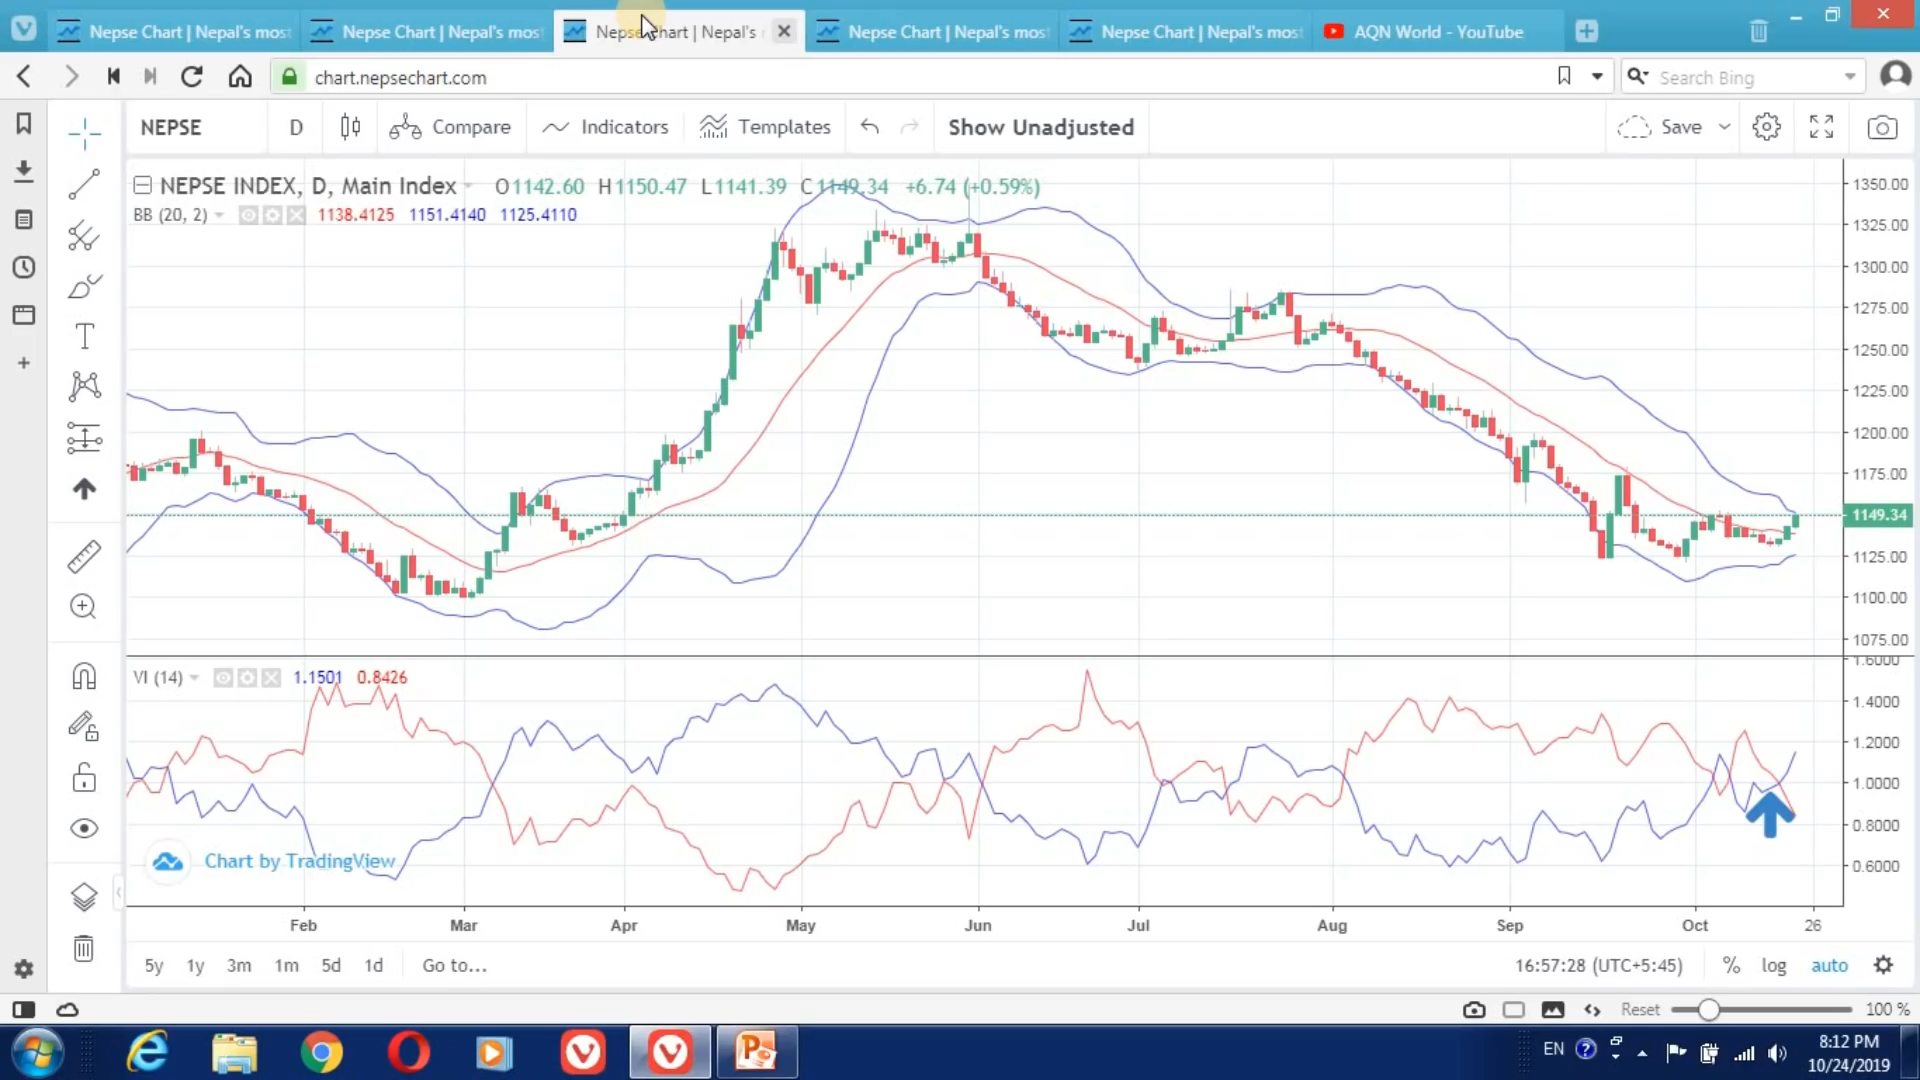 Nepse Chart | Nepal's most
Nepse Chart | Nepal's most
Nepse Chart | Nepal's
Nepse Chart | Nepal's most
Nepse Chart | Nepal's most
AQN World - YouTube
chart.nepsechart.com
Search Bing
NEPSE
D
Compare
Indicators
Templates
Show Unadjusted
Save
NEPSE INDEX, D, Main Index
O1142.60 H1150.47 L1141.39 C1149.34 +6.74 (+0.59%)
BB (20, 2) 1138.4125 1151.4140 1125.4110
1350.00
1325.00
1300.00
1275.00
1250.00
1225.00
1200.00
1175.00
1149.34
1125.00
1100.00
1075.00
VI (14) 1.1501 0.8426
1.6000
1.4000
1.2000
1.0000
0.8000
0.6000
Chart by TradingView
Feb Mar Apr May Jun Jul Aug Sep Oct 26
5y 1y 3m 1m 5d 1d Go to...
16:57:28 (UTC+5:45) % log auto
Reset 100 %
EN
8:12 PM
10/24/2019